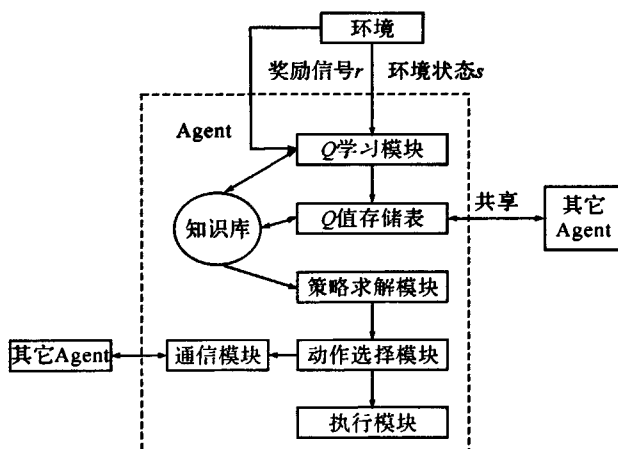 环境
奖励信号r
环境状态s
Agent
Q学习模块
知识库
Q值存储表
共享
其它
Agent
策略求解模块
其它Agent
通信模块
动作选择模块
执行模块